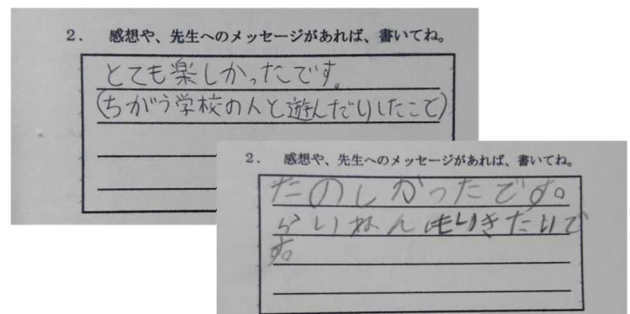 2. 感想や、先生へのメッセージがあれば、書いてね。
とても楽しかったです。
(ちがう学校の人と遊んだりしたこと)
2. 感想や、先生へのメッセージがあれば、書いてね。
たのしかったです。
らいねんもいきたいで
す。